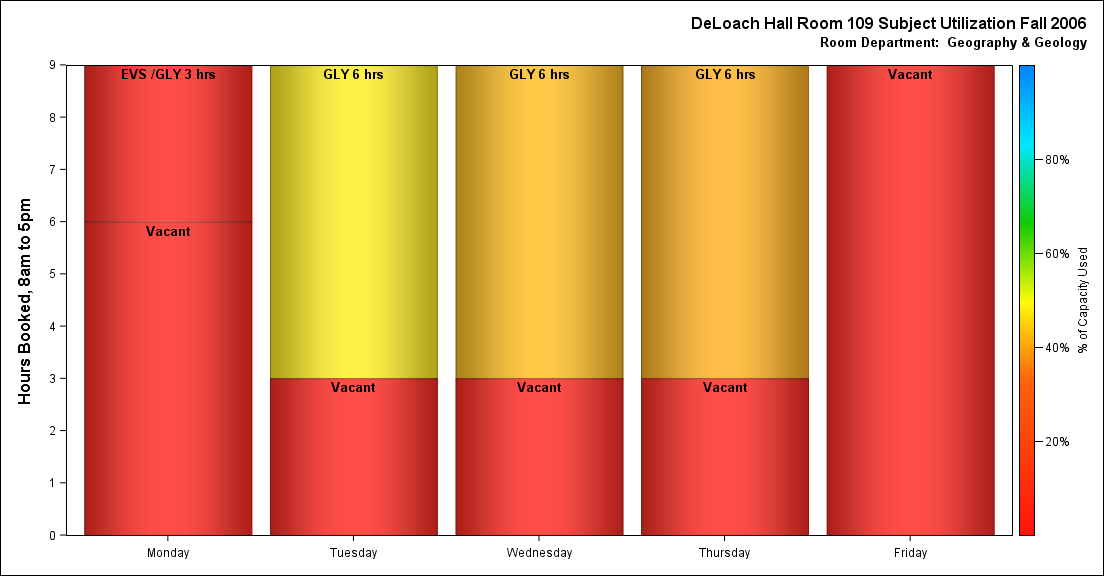 DeLoach Hall Room 109 Subject Utilization Fall 2006
Room Department: Geography & Geology
Hours Booked, 8am to 5pm
9
8
7
6
5
4
3
2
1
0
EVS /GLY 3 hrs
Vacant
GLY 6 hrs
Vacant
GLY 6 hrs
Vacant
GLY 6 hrs
Vacant
Vacant
Monday
Tuesday
Wednesday
Thursday
Friday
80%
60%
40%
20%
% of Capacity Used